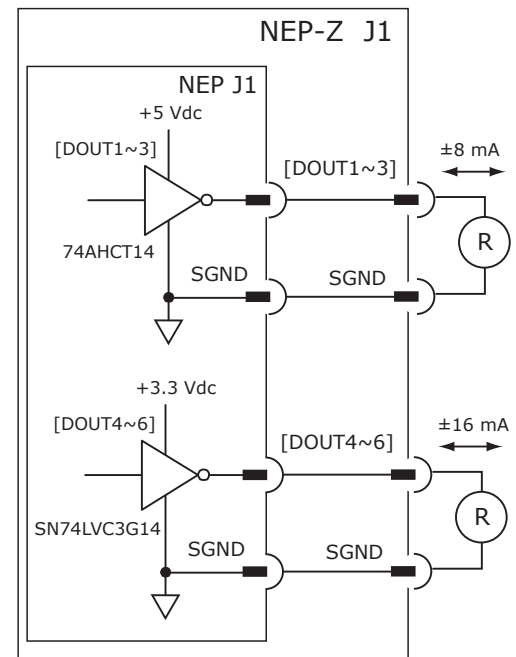 NEP-Z J1
NEP J1
+5 Vdc
[DOUT1~3]
[DOUT1~3]
±8 mA
R
74AHCT14
SGND
SGND
+3.3 Vdc
[DOUT4~6]
[DOUT4~6]
±16 mA
R
SN74LVC3G14
SGND
SGND